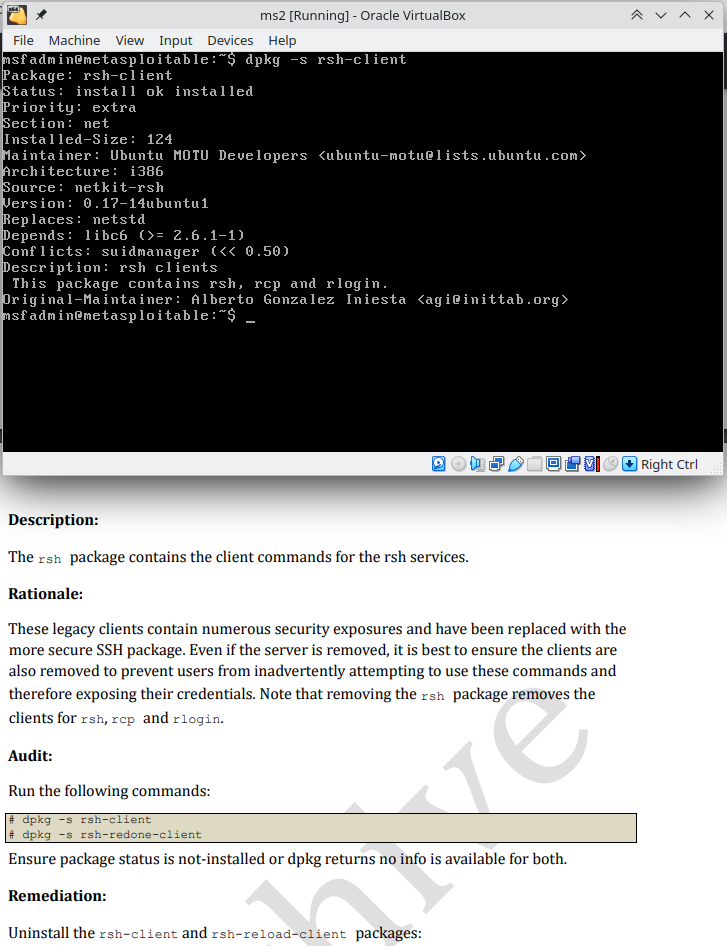 ms2 [Running] - Oracle VirtualBox
File Machine View Input Devices Help
msfadmin@metasploitable:~$ dpkg -s rsh-client
Package: rsh-client
Status: install ok installed
Priority: extra
Section: net
Installed-Size: 124
Maintainer: Ubuntu MOTU Developers <ubuntu-motu@lists.ubuntu.com>
Architecture: i386
Source: netkit-rsh
Version: 0.17-14ubuntu1
Replaces: netstd
Depends: libc6 (>= 2.6.1-1)
Conflicts: suidmanager (<< 0.50)
Description: rsh clients
 This package contains rsh, rcp and rlogin.
Original-Maintainer: Alberto Gonzalez Iniesta <agi@inittab.org>
msfadmin@metasploitable:~$ _
Right Ctrl
Description:
The rsh package contains the client commands for the rsh services.
Rationale:
These legacy clients contain numerous security exposures and have been replaced with the
more secure SSH package. Even if the server is removed, it is best to ensure the clients are
also removed to prevent users from inadvertently attempting to use these commands and
therefore exposing their credentials. Note that removing the rsh package removes the
clients for rsh, rcp and rlogin.
Audit:
Run the following commands:
# dpkg -s rsh-client
# dpkg -s rsh-redone-client
Ensure package status is not-installed or dpkg returns no info is available for both.
Remediation:
Uninstall the rsh-client and rsh-reload-client packages:
hive